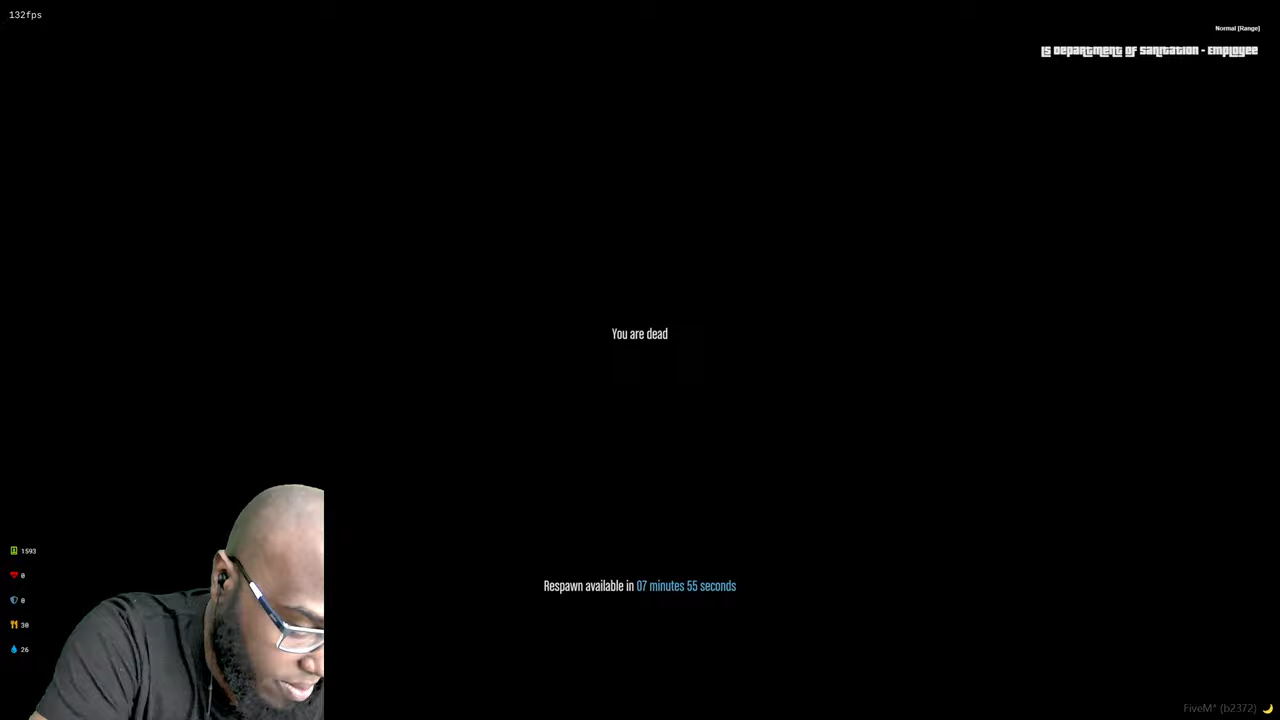 132fps
Normal [Range]
LS Department of Sanitation - Employee
You are dead
1593
0
0
30
26
Respawn available in 07 minutes 55 seconds
FiveM* (b2372)